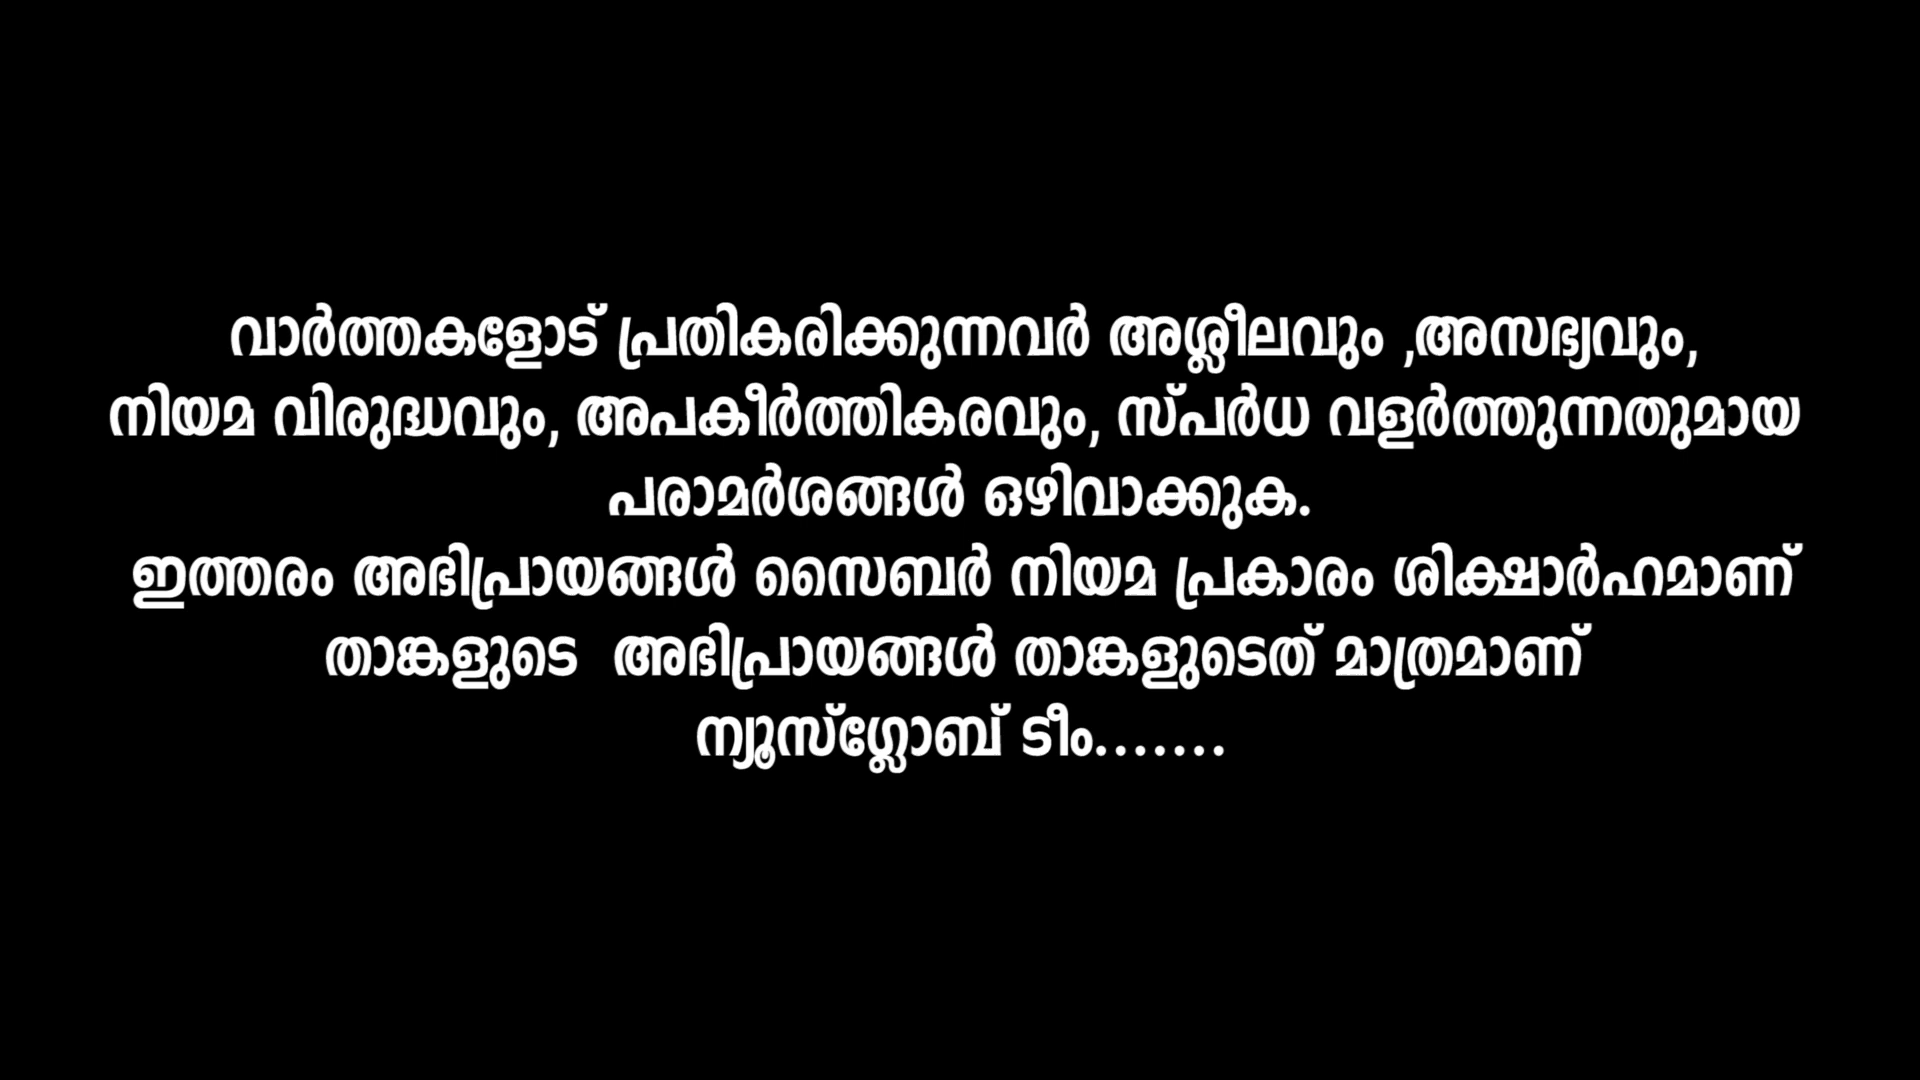 വാർത്തകളോട് പ്രതികരിക്കുന്നവർ അശ്ലീലവും ,അസഭ്യവും,
നിയമ വിരുദ്ധവും, അപകീർത്തികരവും, സ്പർധ വളർത്തുന്നതുമായ
പരാമർശങ്ങൾ ഒഴിവാക്കുക.
ഇത്തരം അഭിപ്രായങ്ങൾ സൈബർ നിയമ പ്രകാരം ശിക്ഷാർഹമാണ്
താങ്കളുടെ  അഭിപ്രായങ്ങൾ താങ്കളുടെത് മാത്രമാണ്
ന്യൂസ്ഗ്ലോബ് ടീം.......